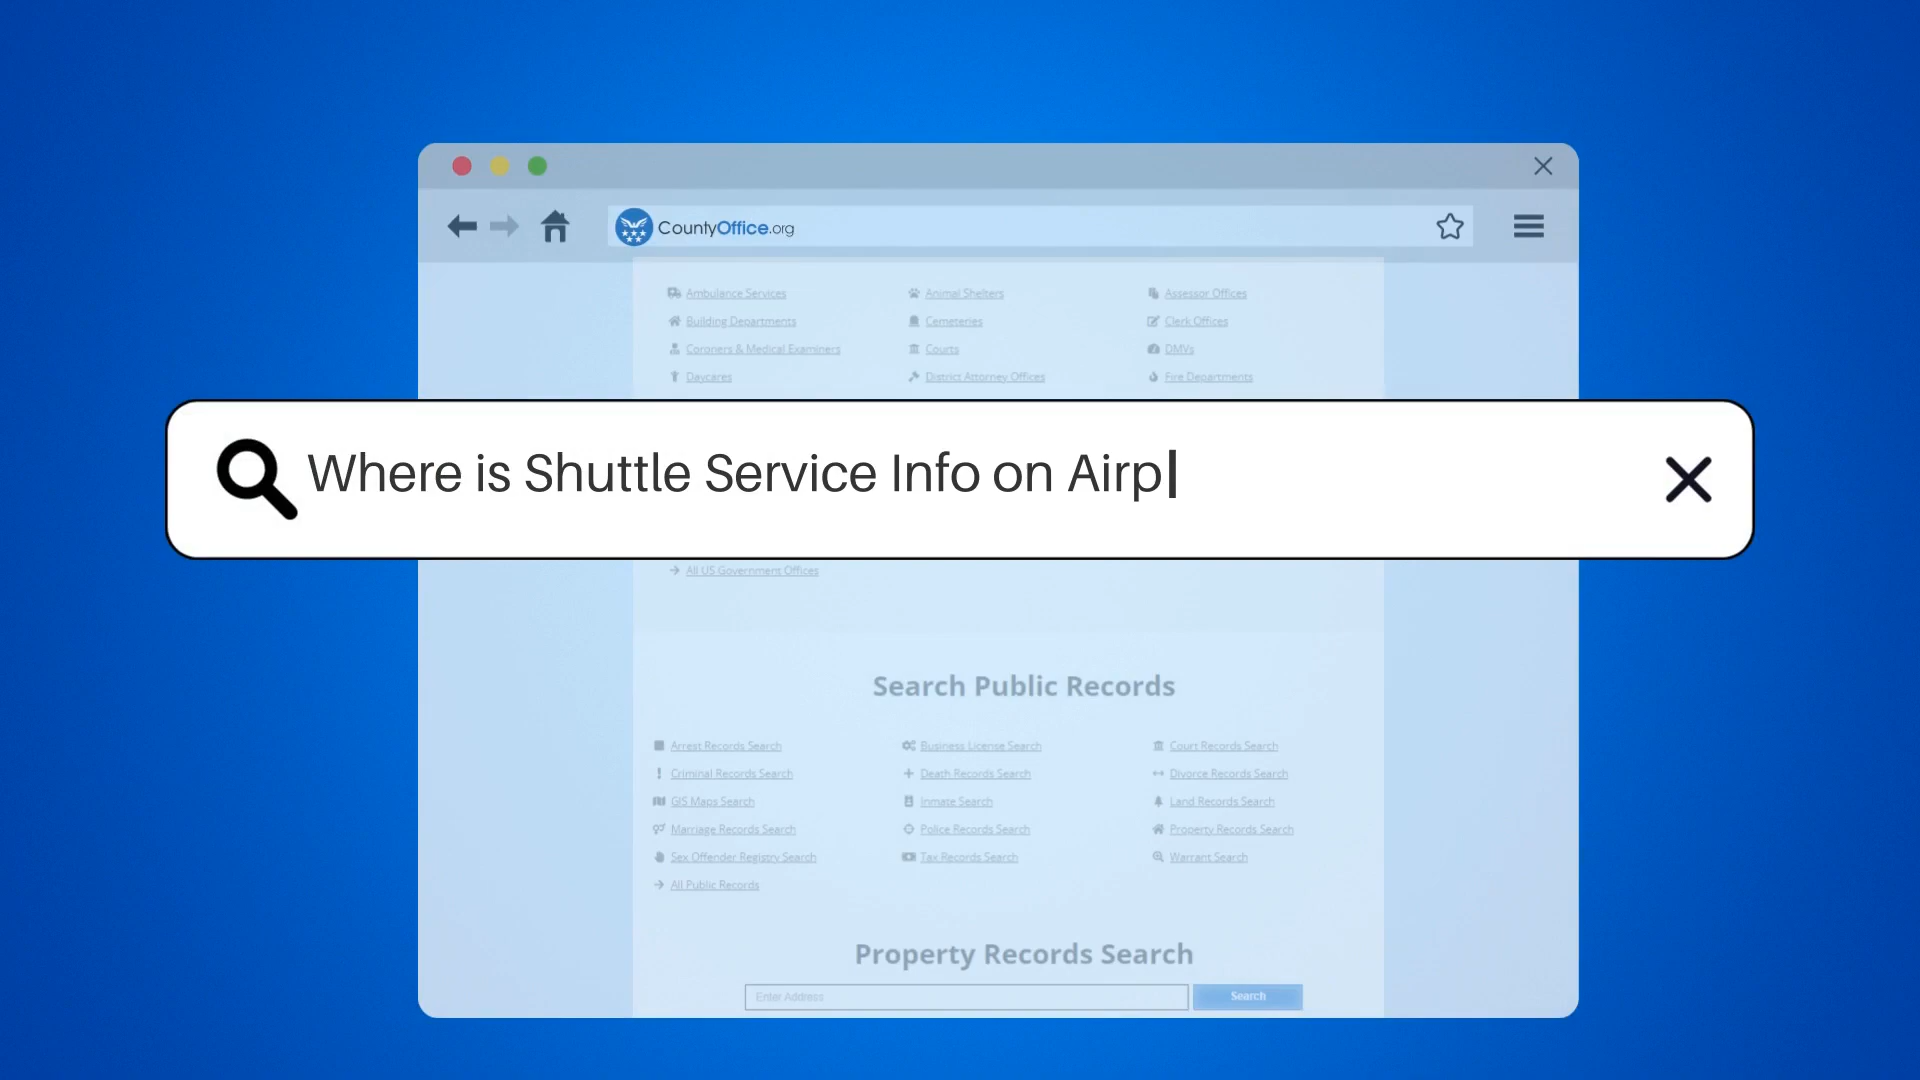 CountyOffice.org
Ambulance Services Animal Shelters Assessor Offices
Building Departments Cemeteries Clerk Offices
Coroners & Medical Examiners Courts DMVs
Daycares District Attorney Offices Fire Departments
Where is Shuttle Service Info on Airp
All US Government Offices
Search Public Records
Arrest Records Search Business License Search Court Records Search
Criminal Records Search Death Records Search Divorce Records Search
GIS Maps Search Inmate Search Land Records Search
Marriage Records Search Police Records Search Property Records Search
Sex Offender Registry Search Tax Records Search Warrant Search
All Public Records
Property Records Search
Enter Address Search